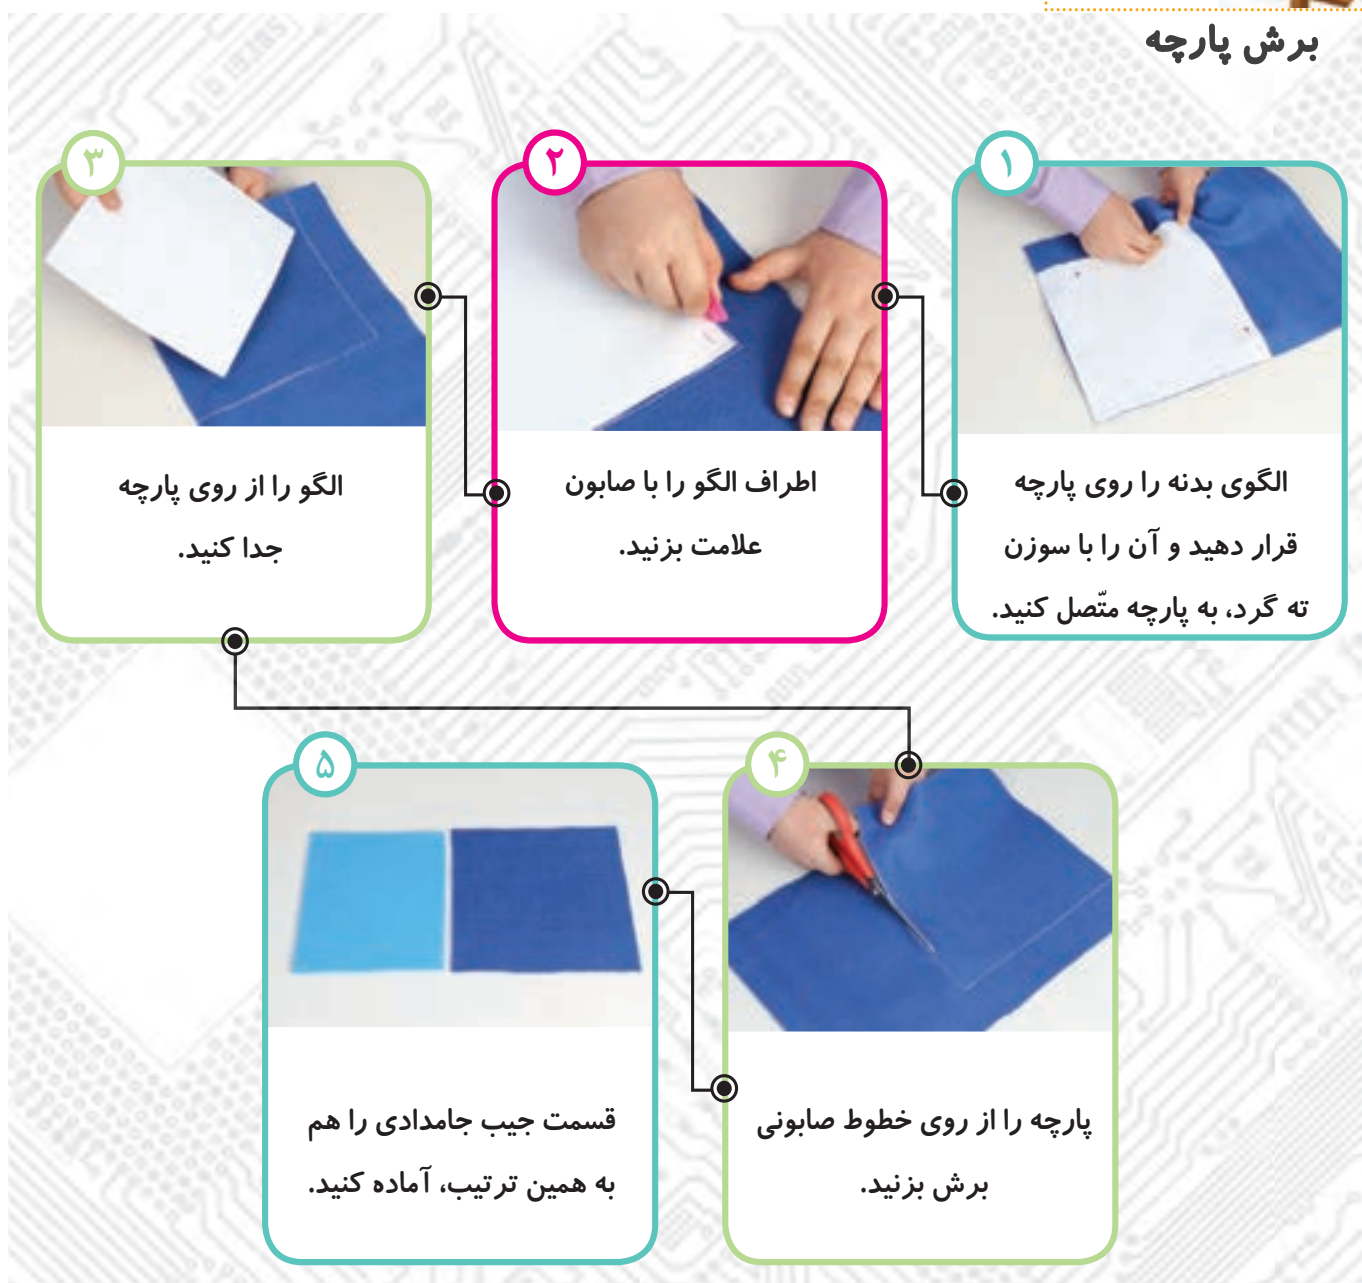 برش پارچه
۱
الگوی بدنه را روی پارچه
قرار دهید و آن را با سوزن
ته گرد، به پارچه متّصل کنید.
۲
اطراف الگو را با صابون
علامت بزنید.
۳
الگو را از روی پارچه
جدا کنید.
۴
پارچه را از روی خطوط صابونی
برش بزنید.
۵
قسمت جیب جامدادی را هم
به همین ترتیب، آماده کنید.